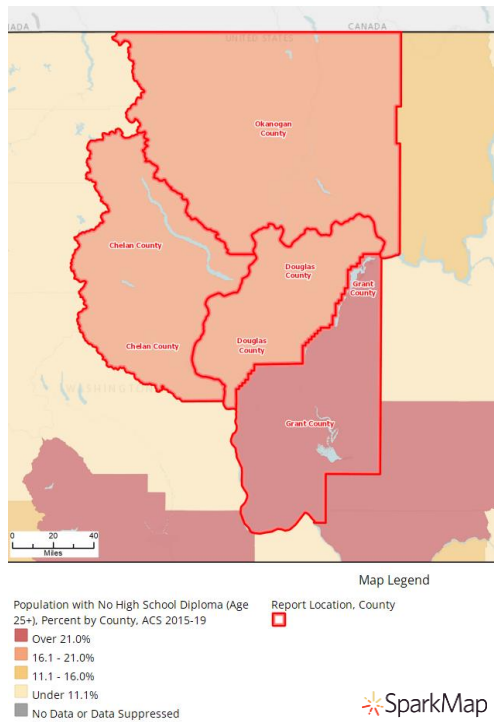 ADA
CANADA
UNITED STATES
Okanogan
County
Chelan County
Douglas
County
Grant
County
Chelan County
Douglas
County
WASHINGTON
Grant County
0 20 40
Miles
Map Legend
Population with No High School Diploma (Age
25+), Percent by County, ACS 2015-19
Over 21.0%
16.1 - 21.0%
11.1 - 16.0%
Under 11.1%
No Data or Data Suppressed
Report Location, County
SparkMap